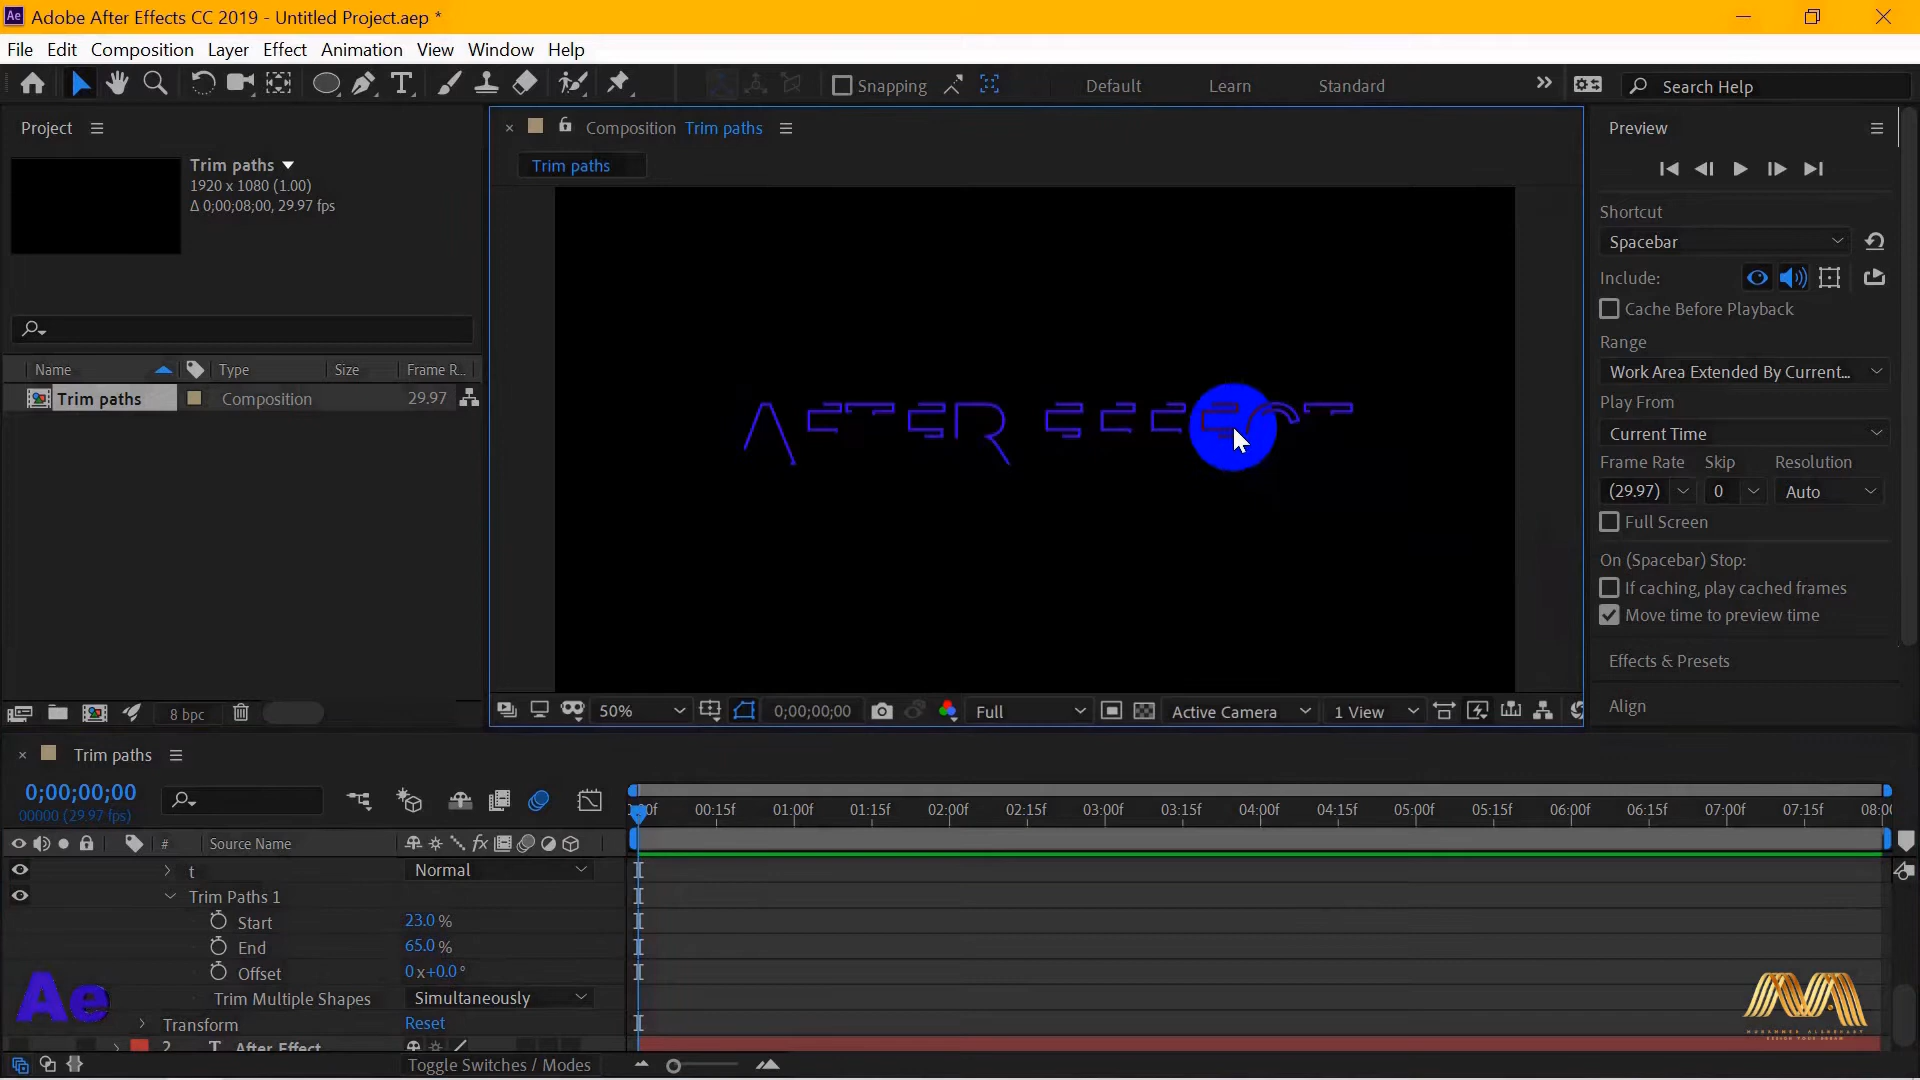 Adobe After Effects CC 2019 - Untitled Project.aep *
File Edit Composition Layer Effect Animation View Window Help
Snapping Default Learn Standard Search Help
Project
Trim paths
1920 x 1080 (1.00)
Δ 0;00;08;00, 29.97 fps
Name Type Size Frame R...
Trim paths Composition 29.97
8 bpc
Composition Trim paths
Trim paths
50% 0;00;00;00 Full Active Camera 1 View
Preview
Shortcut
Spacebar
Include:
Cache Before Playback
Range
Work Area Extended By Current...
Play From
Current Time
Frame Rate Skip Resolution
(29.97) 0 Auto
Full Screen
On (Spacebar) Stop:
If caching, play cached frames
Move time to preview time
Effects & Presets
Align
Trim paths
0;00;00;00
00000 (29.97 fps)
:00f 00:15f 01:00f 01:15f 02:00f 02:15f 03:00f 03:15f 04:00f 04:15f 05:00f 05:15f 06:00f 06:15f 07:00f 07:15f 08:00
# Source Name fx
t Normal
Trim Paths 1
Start 23.0 %
End 65.0 %
Offset 0 x+0.0 °
Trim Multiple Shapes Simultaneously
Transform Reset
2 T After Effect
Toggle Switches / Modes
Ae